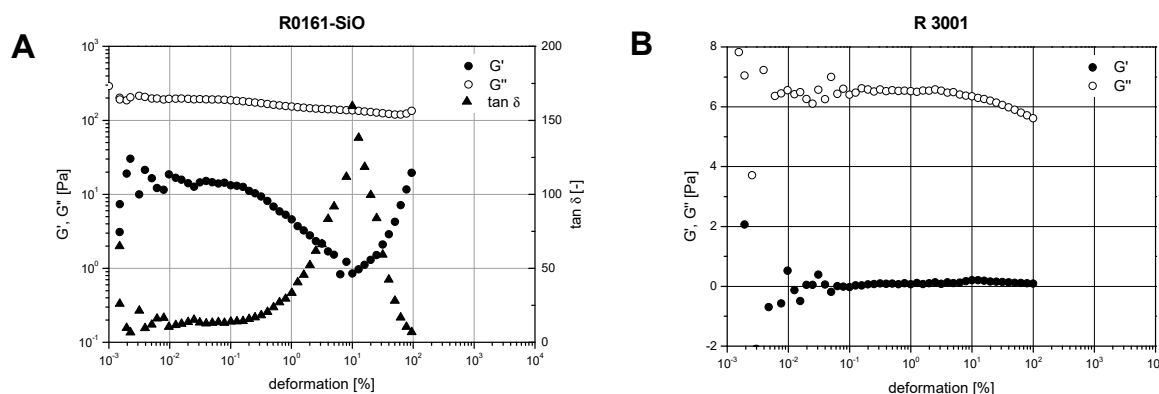 R0161-SiO
A
10³
10²
10¹
10⁰
10⁻¹
G', G'' [Pa]
200
150
100
50
0
tan δ [-]
G'
G''
tan δ
10⁻³
10⁻²
10⁻¹
10⁰
10¹
10²
10³
10⁴
deformation [%]
R 3001
B
8
6
4
2
0
-2
G', G'' [Pa]
G'
G''
10⁻³
10⁻²
10⁻¹
10⁰
10¹
10²
10³
deformation [%]